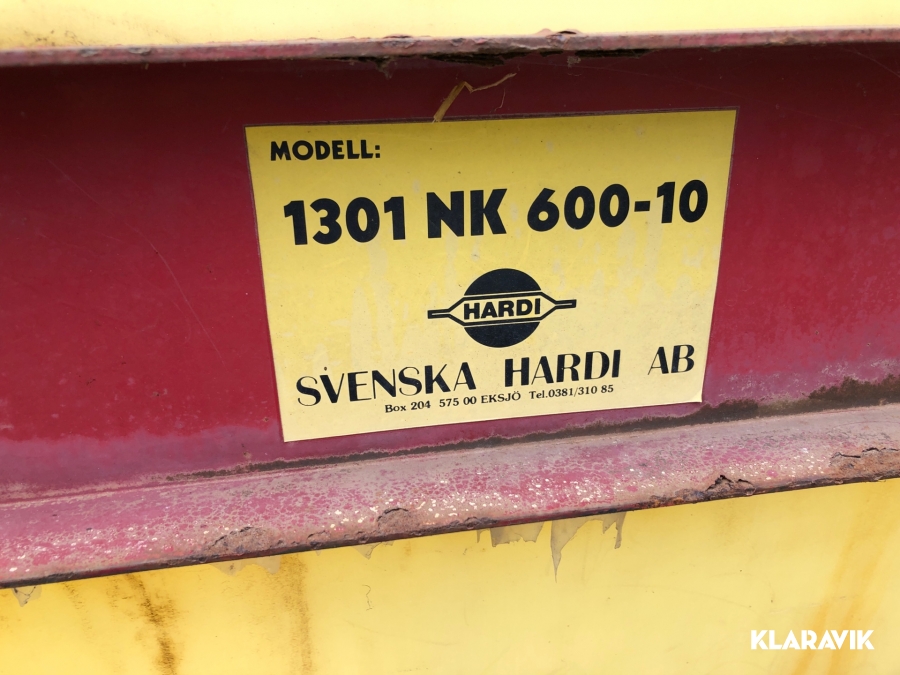 MODELL:
1301 NK 600-10
HARDI
SVENSKA HARDI AB
Box 204 575 00 EKSJÖ Tel.0381/310 85
KLARAVIK